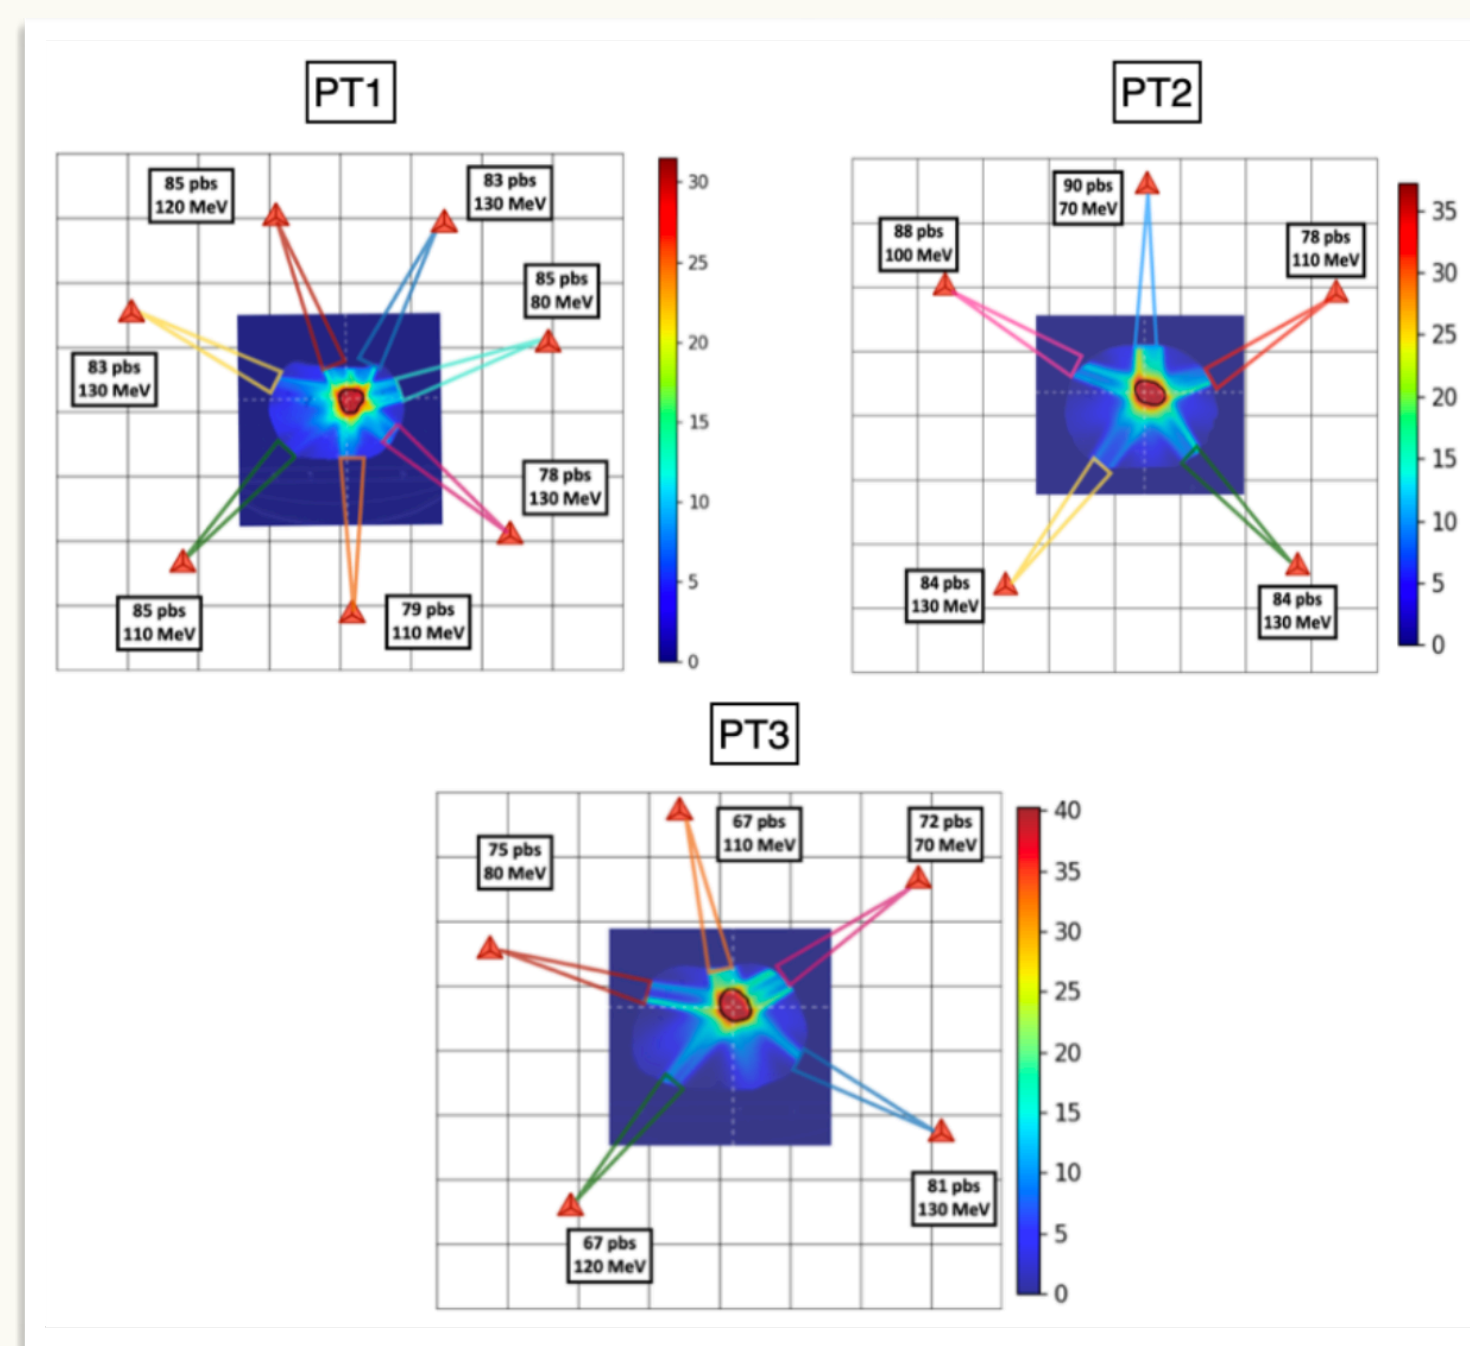 PT1
85 pbs
120 MeV
83 pbs
130 MeV
85 pbs
80 MeV
83 pbs
130 MeV
78 pbs
130 MeV
85 pbs
110 MeV
79 pbs
110 MeV
30
25
20
15
10
5
0
PT2
90 pbs
70 MeV
88 pbs
100 MeV
78 pbs
110 MeV
84 pbs
130 MeV
84 pbs
130 MeV
35
30
25
20
15
10
5
0
PT3
67 pbs
110 MeV
72 pbs
70 MeV
75 pbs
80 MeV
81 pbs
130 MeV
67 pbs
120 MeV
40
35
30
25
20
15
10
5
0